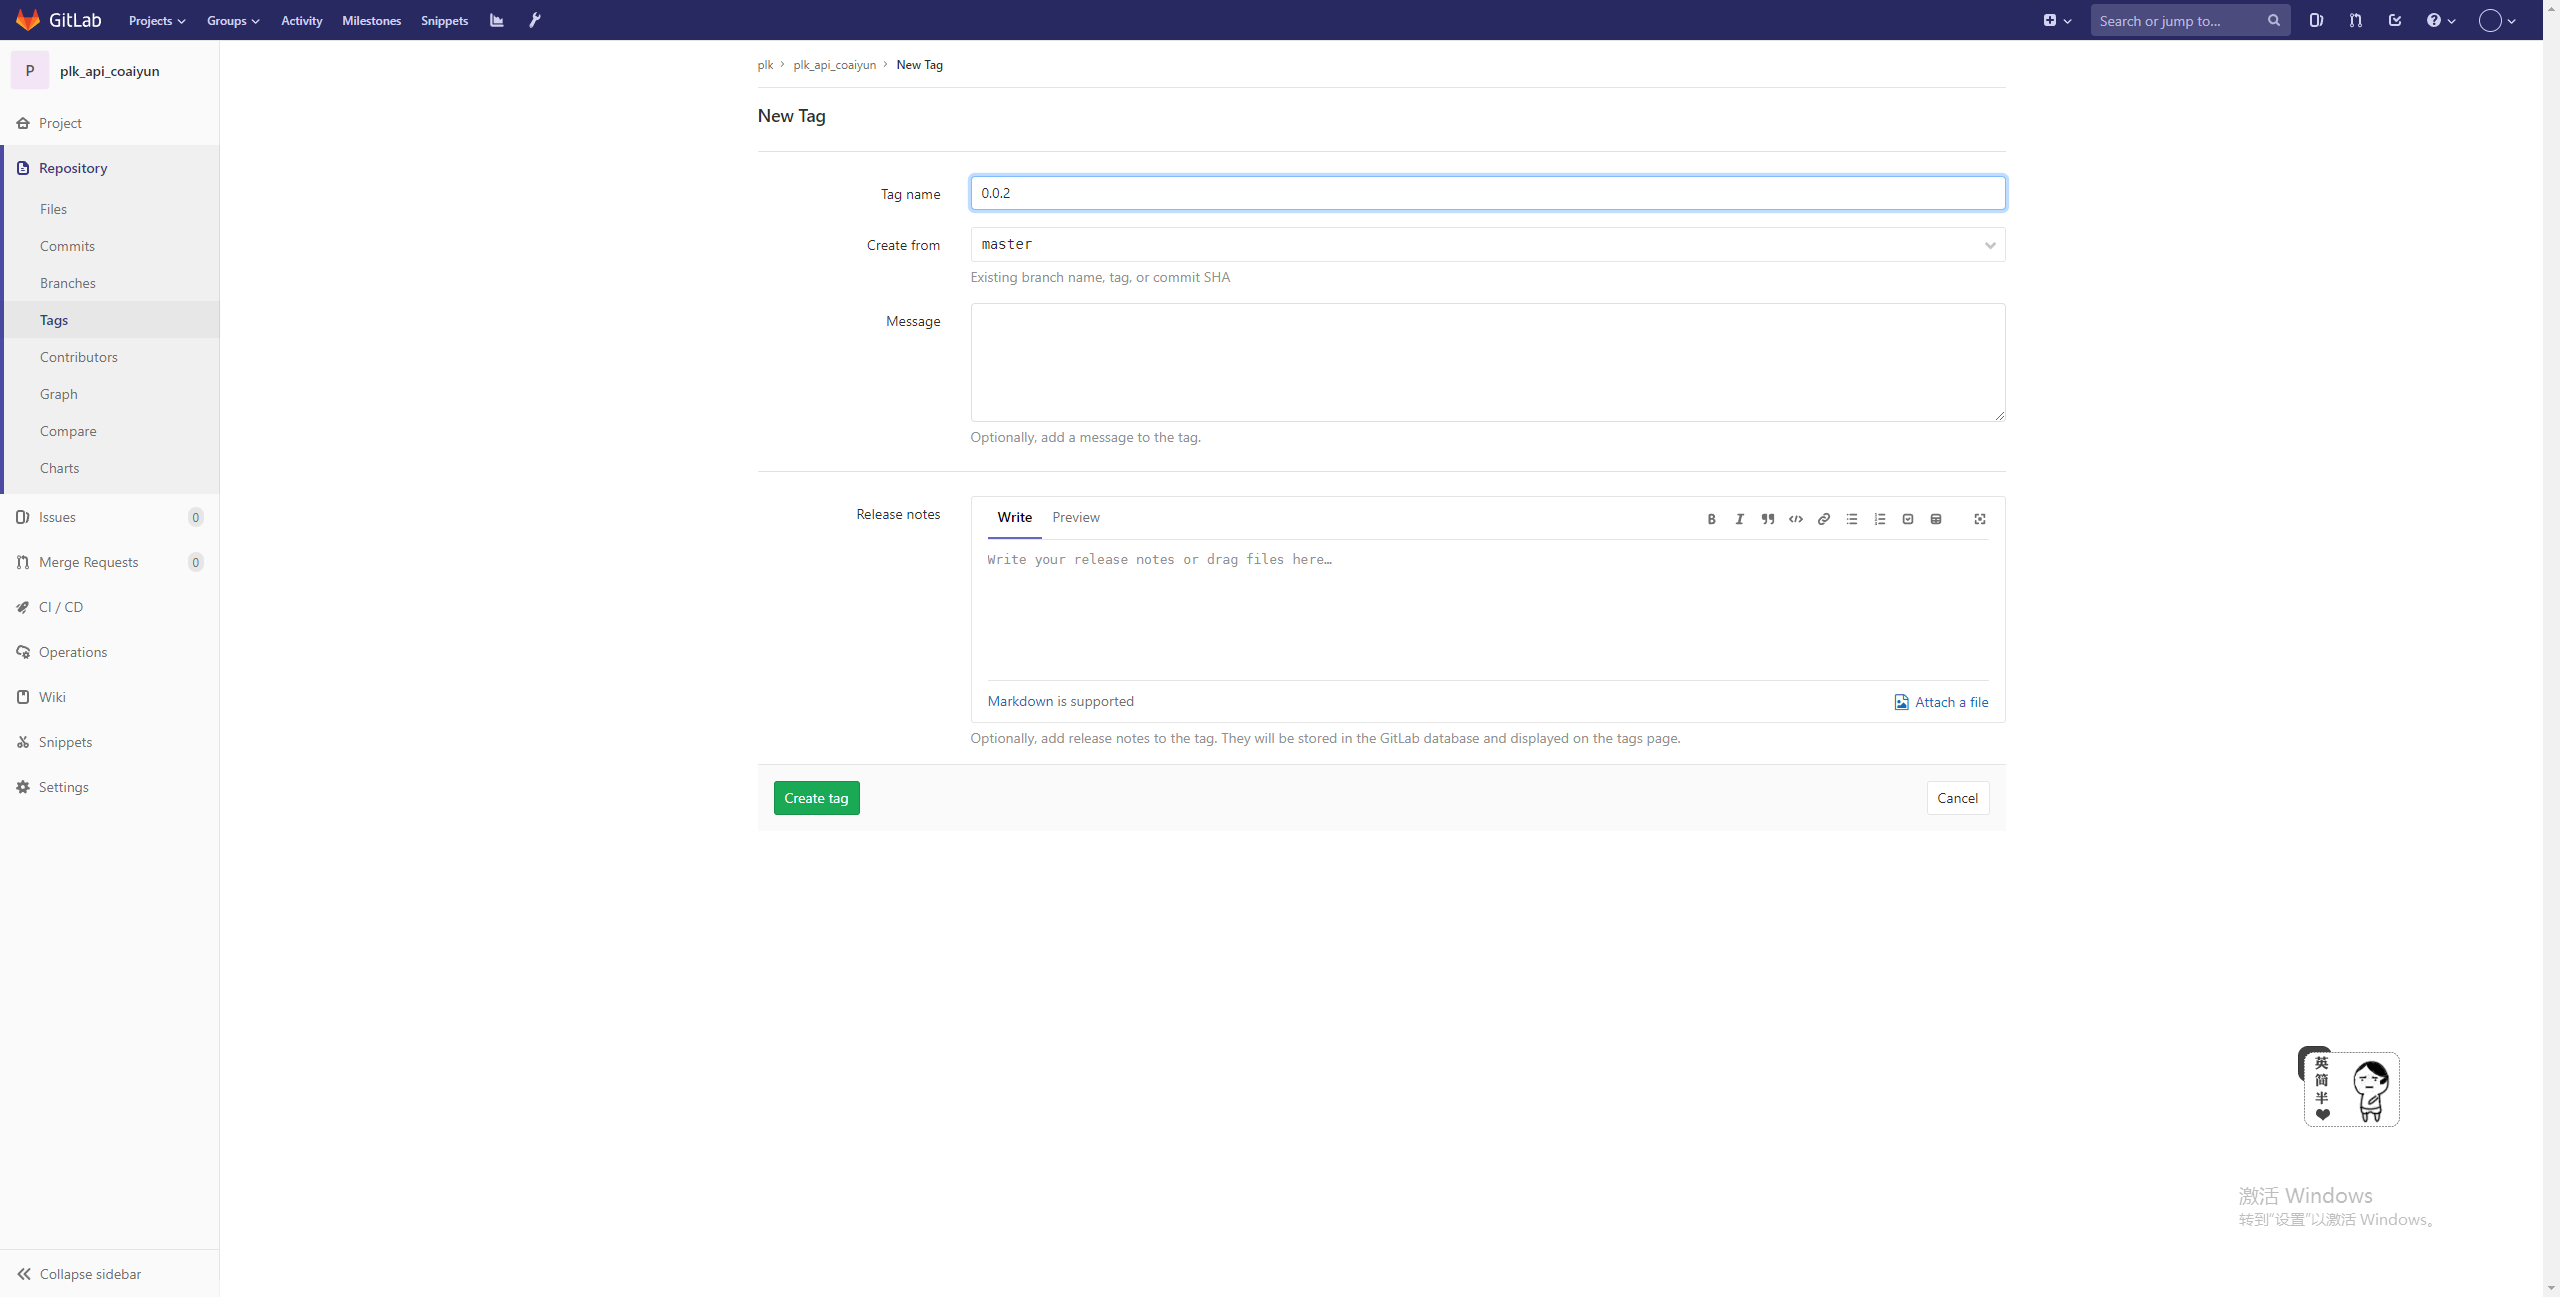 GitLab
Projects
Groups
Activity
Milestones
Snippets
Search or jump to...
P
plk_api_coaiyun
Project
Repository
Files
Commits
Branches
Tags
Contributors
Graph
Compare
Charts
Issues 0
Merge Requests 0
CI / CD
Operations
Wiki
Snippets
Settings
Collapse sidebar
plk › plk_api_coaiyun › New Tag
New Tag
Tag name 0.0.2
Create from master
Existing branch name, tag, or commit SHA
Message
Optionally, add a message to the tag.
Release notes
Write Preview
Write your release notes or drag files here…
Markdown is supported
Attach a file
Optionally, add release notes to the tag. They will be stored in the GitLab database and displayed on the tags page.
Create tag
Cancel
英
简
半
激活 Windows
转到"设置"以激活 Windows。